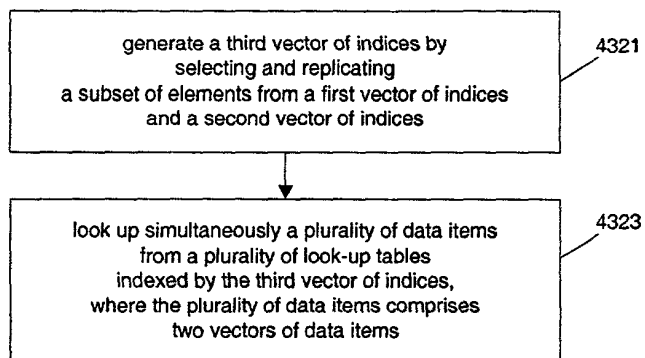 generate a third vector of indices by
selecting and replicating
a subset of elements from a first vector of indices
and a second vector of indices
4321
look up simultaneously a plurality of data items
from a plurality of look-up tables
indexed by the third vector of indices,
where the plurality of data items comprises
two vectors of data items
4323